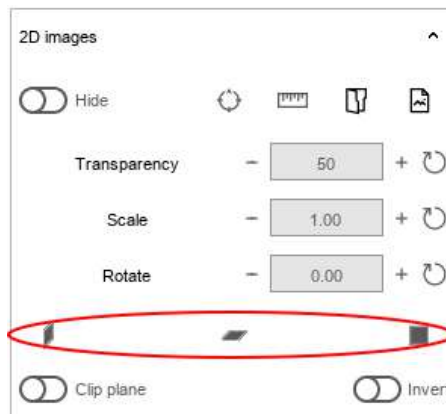 2D images
Hide
Transparency - 50 +
Scale - 1.00 +
Rotate - 0.00 +
Clip plane Inver